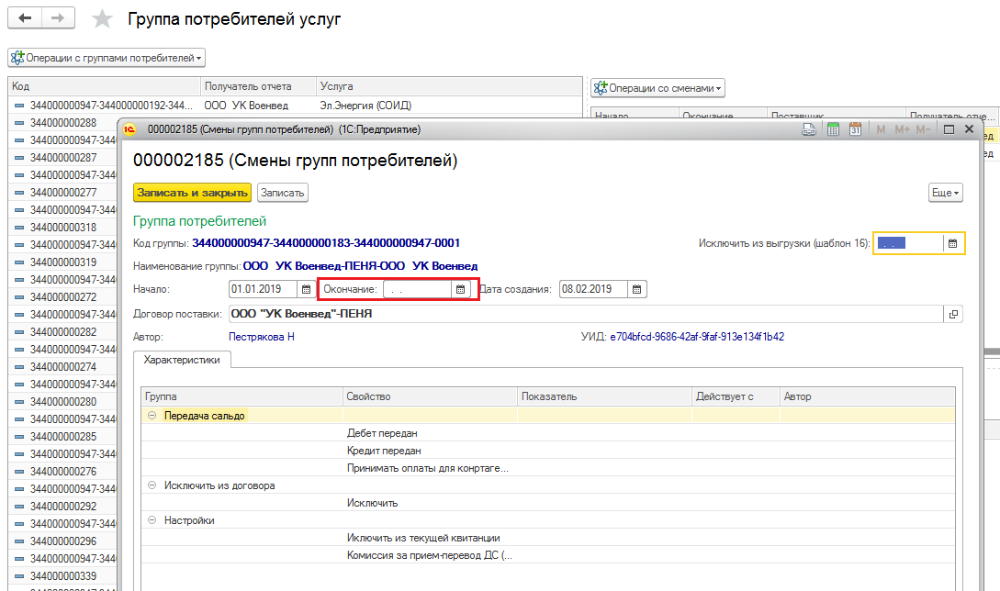 Группа потребителей услуг
Операции с группами потребителей
Код Получатель отчета Услуга
Операции со сменами
344000000947-344000000192-344... ООО УК Военвед Эл.Энергия (СОИД)
Начало Окончание Поставщик Получатель отче...
344000000288
000002185 (Смены групп потребителей) (1С:Предприятие)
M M+ M-
344000000947-344
ед
344000000287
ед
000002185 (Смены групп потребителей)
344000000947-344
344000000277
Записать и закрыть Записать Еще
344000000947-344
344000000318
Группа потребителей
344000000947-344
Код группы: 344000000947-344000000183-344000000947-0001 Исключить из выгрузки (шаблон 16): . .
344000000319
Наименование группы: ООО УК Военвед-ПЕНЯ-ООО УК Военвед
344000000947-344
Начало: 01.01.2019 Окончание: . . Дата создания: 08.02.2019
344000000272
344000000947-344
Договор поставки: ООО "УК Военвед"-ПЕНЯ
344000000282
Автор: Пестрякова Н УИД: e704bfcd-9686-42af-9faf-913e134f1b42
344000000947-344
Характеристики
344000000274
344000000947-344
Группа Свойство Показатель Действует с Автор
344000000280
Передача сальдо
344000000947-344
Дебет передан
344000000285
Кредит передан
344000000947-344
Принимать оплаты для конртаге...
344000000276
Исключить из договора
344000000947-344
Исключить
344000000292
Настройки
344000000947-344
Иключить из текущей квитанции
344000000296
Комиссия за прием-перевод ДС (...
344000000947-344
344000000339